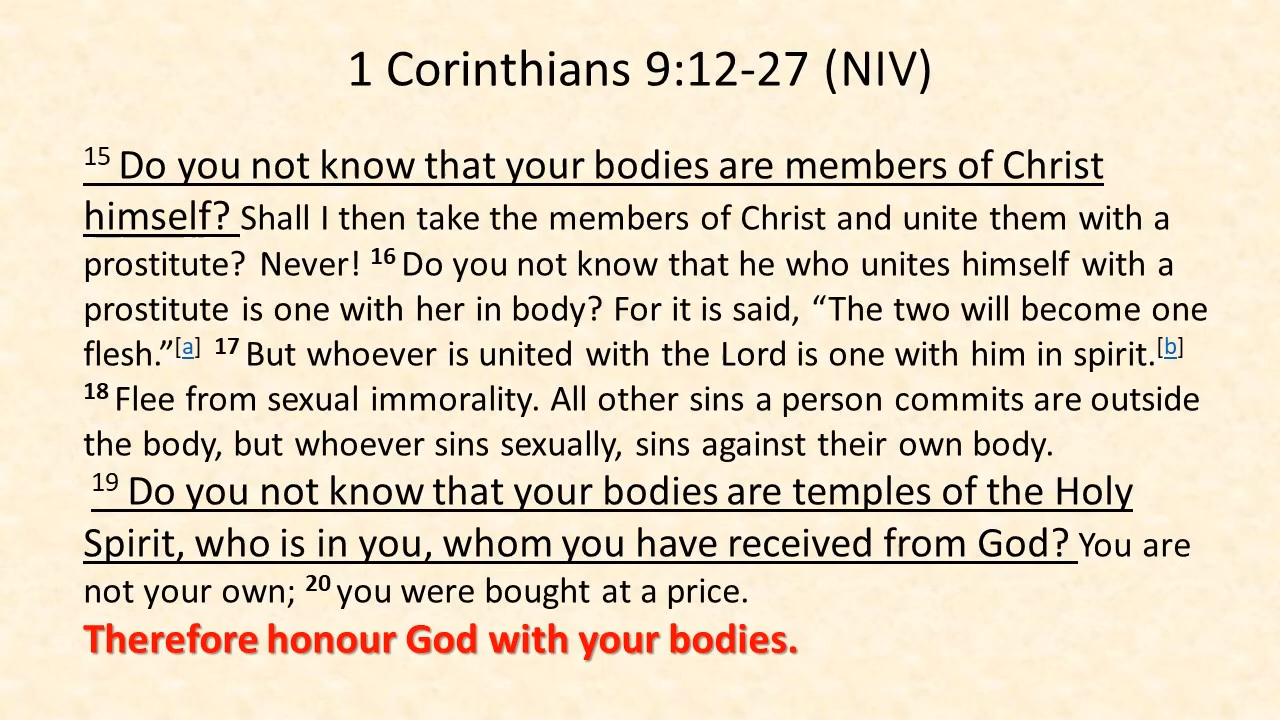 1 Corinthians 9:12-27 (NIV)
15 Do you not know that your bodies are members of Christ
himself? Shall I then take the members of Christ and unite them with a
prostitute? Never! 16 Do you not know that he who unites himself with a
prostitute is one with her in body? For it is said, “The two will become one
flesh.”[a] 17 But whoever is united with the Lord is one with him in spirit.[b]
18 Flee from sexual immorality. All other sins a person commits are outside
the body, but whoever sins sexually, sins against their own body.
19 Do you not know that your bodies are temples of the Holy
Spirit, who is in you, whom you have received from God? You are
not your own; 20 you were bought at a price.
Therefore honour God with your bodies.